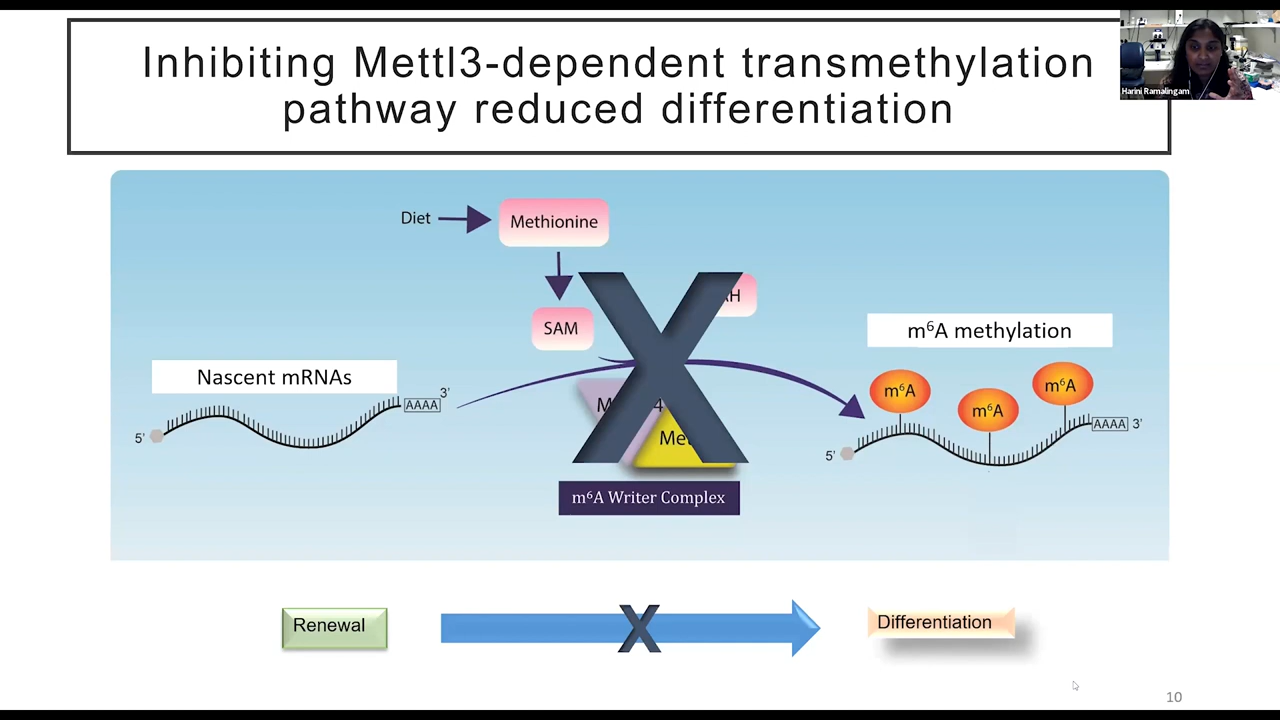 Inhibiting Mettl3-dependent transmethylation
pathway reduced differentiation
Harini Ramalingam
Diet
Methionine
SAM
m⁶A methylation
Nascent mRNAs
AAAA
3’
5’
m⁶A
m⁶A
m⁶A
AAAA
3’
5’
m⁶A Writer Complex
Renewal
X
Differentiation
10